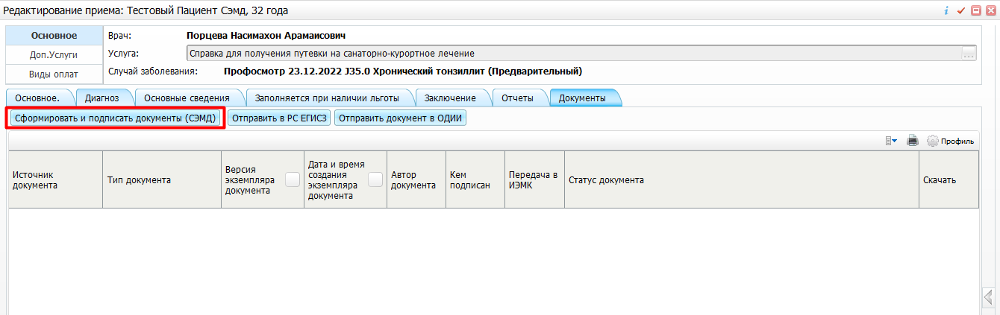 Редактирование приема: Тестовый Пациент Сэмд, 32 года
Основное
Врач: Порцева Насимахон Арамаисович
Доп.Услуги
Услуга: Справка для получения путевки на санаторно-курортное лечение ...
Виды оплат
Случай заболевания: Профосмотр 23.12.2022 J35.0 Хронический тонзиллит (Предварительный)
Основное. Диагноз Основные сведения Заполняется при наличии льготы Заключение Отчеты Документы
Сформировать и подписать документы (СЭМД) Отправить в РС ЕГИСЗ Отправить документ в ОДИИ
Профиль
Источник
документа
Тип документа
Версия
экземпляра
документа
Дата и время
создания
экземпляра
документа
Автор
документа
Кем
подписан
Передача в
ИЭМК
Статус документа
Скачать